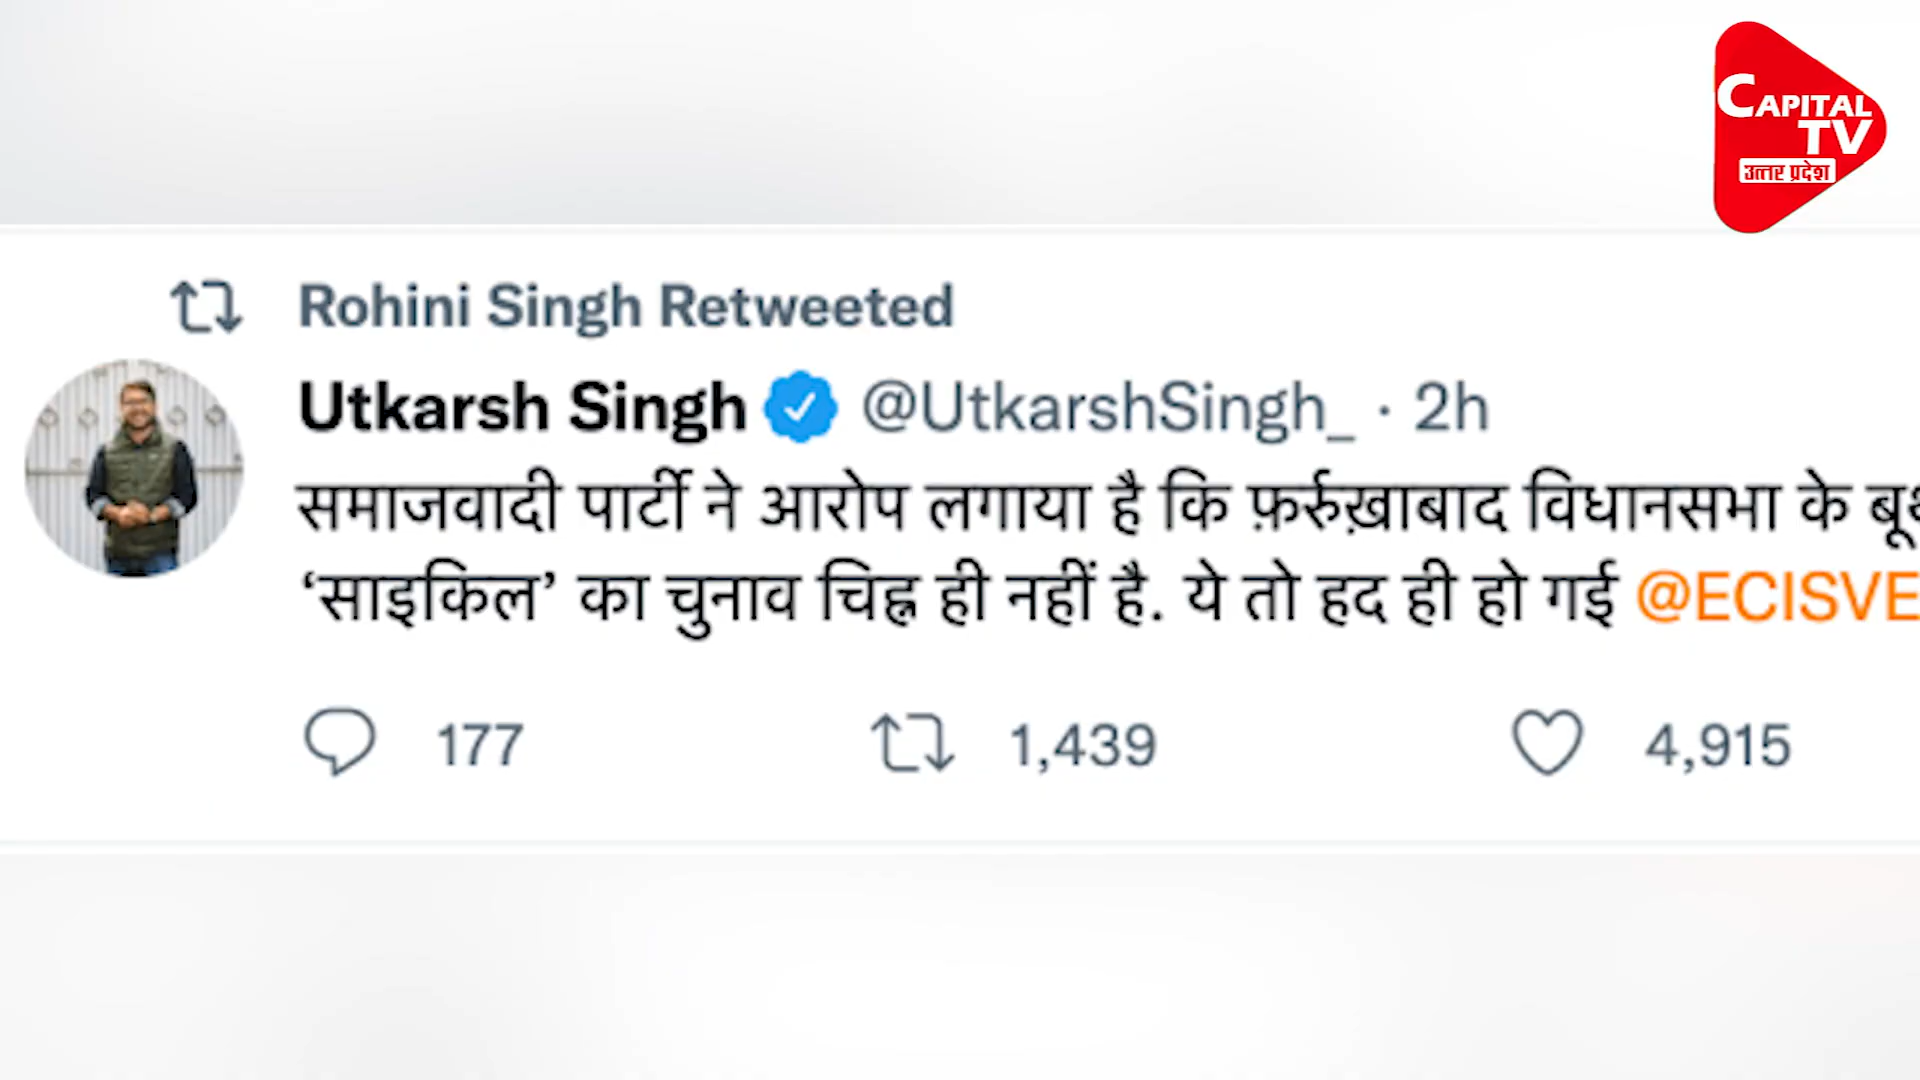 CAPITAL
TV
उत्तर प्रदेश
Rohini Singh Retweeted
Utkarsh Singh @UtkarshSingh_ · 2h
समाजवादी पार्टी ने आरोप लगाया है कि फ़र्रुख़ाबाद विधानसभा के
‘साइकिल’ का चुनाव चिह्न ही नहीं है. ये तो हद ही हो गई @ECISVE
177 1,439 4,915